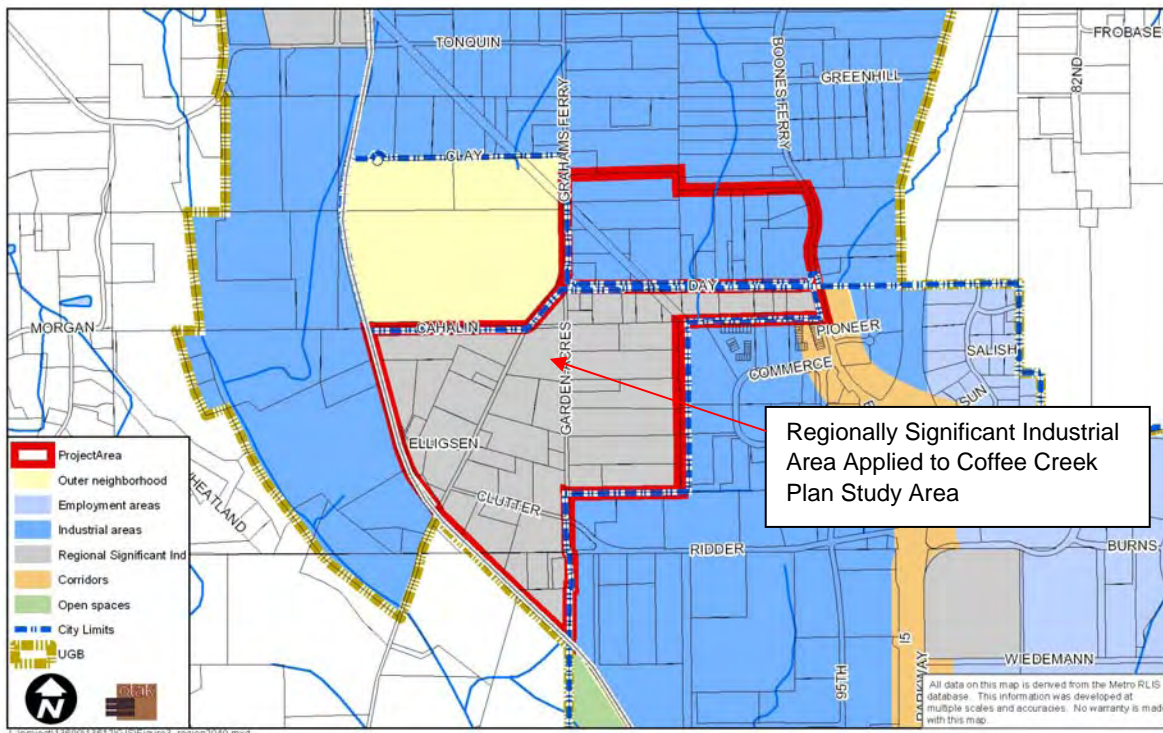 TONQUIN
GRAHAMS FERRY
BOONES FERRY
GREENHILL
82ND
FROBASE
CLAY
DAY
CAHALIN
MORGAN
PIONEER
COMMERCE
SALISH
SUN
GARDEN ACRES
ELLIGSEN
CLUTTER
RIDDER
BURNS
WIEDEMANN
95TH
I5
PARKWAY
Regionally Significant Industrial
Area Applied to Coffee Creek
Plan Study Area
ProjectArea
Outer neighborhood
Employment areas
Industrial areas
Regional Significant Ind
Corridors
Open spaces
City Limits
UGB
N
otak
All data on this map is derived from the Metro RLIS
database. This information was developed at
multiple scales and accuracies. No warranty is made
with this map.